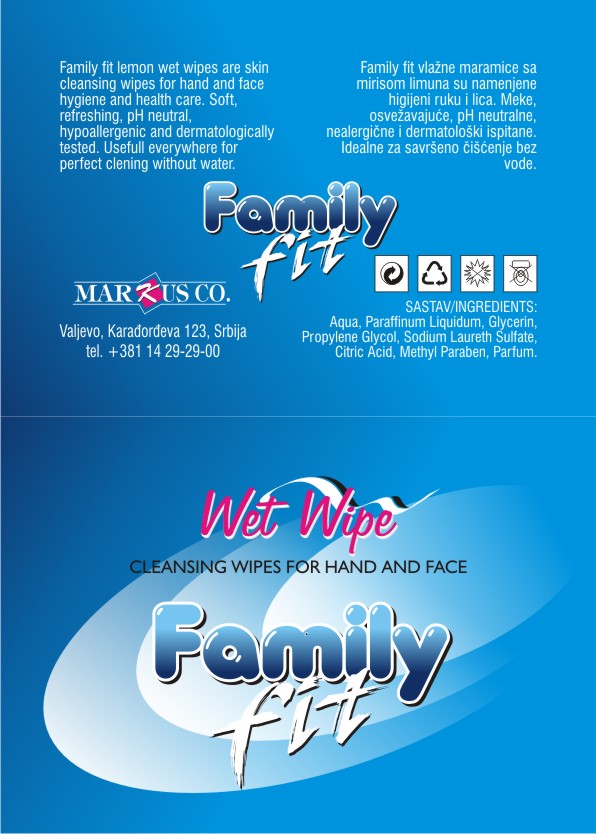 Family fit lemon wet wipes are skin
cleansing wipes for hand and face
hygiene and health care. Soft,
refreshing, pH neutral,
hypoallergenic and dermatologically
tested. Usefull everywhere for
perfect clening without water.
Family fit vlažne maramice sa
mirisom limuna su namenjene
higijeni ruku i lica. Meke,
osvežavajuće, pH neutralne,
nealergične i dermatološki ispitane.
Idealne za savršeno čišćenje bez
vode.
Family
fit
MARKUS CO.
Valjevo, Karađorđeva 123, Srbija
tel. +381 14 29-29-00
SASTAV/INGREDIENTS:
Aqua, Paraffinum Liquidum, Glycerin,
Propylene Glycol, Sodium Laureth Sulfate,
Citric Acid, Methyl Paraben, Parfum.
Wet Wipe
CLEANSING WIPES FOR HAND AND FACE
Family
fit